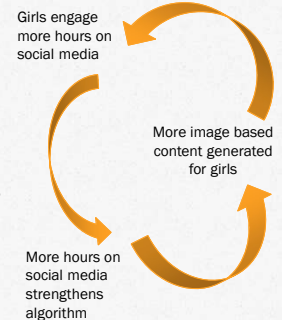 Girls engage
more hours on
social media
More image based
content generated
for girls
More hours on
social media
strengthens
algorithm